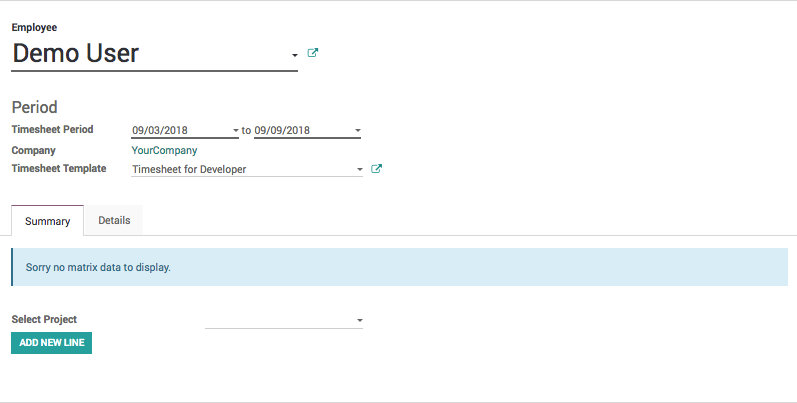 Employee
Demo User
Period
Timesheet Period 09/03/2018 to 09/09/2018
Company YourCompany
Timesheet Template Timesheet for Developer
Summary Details
Sorry no matrix data to display.
Select Project
ADD NEW LINE